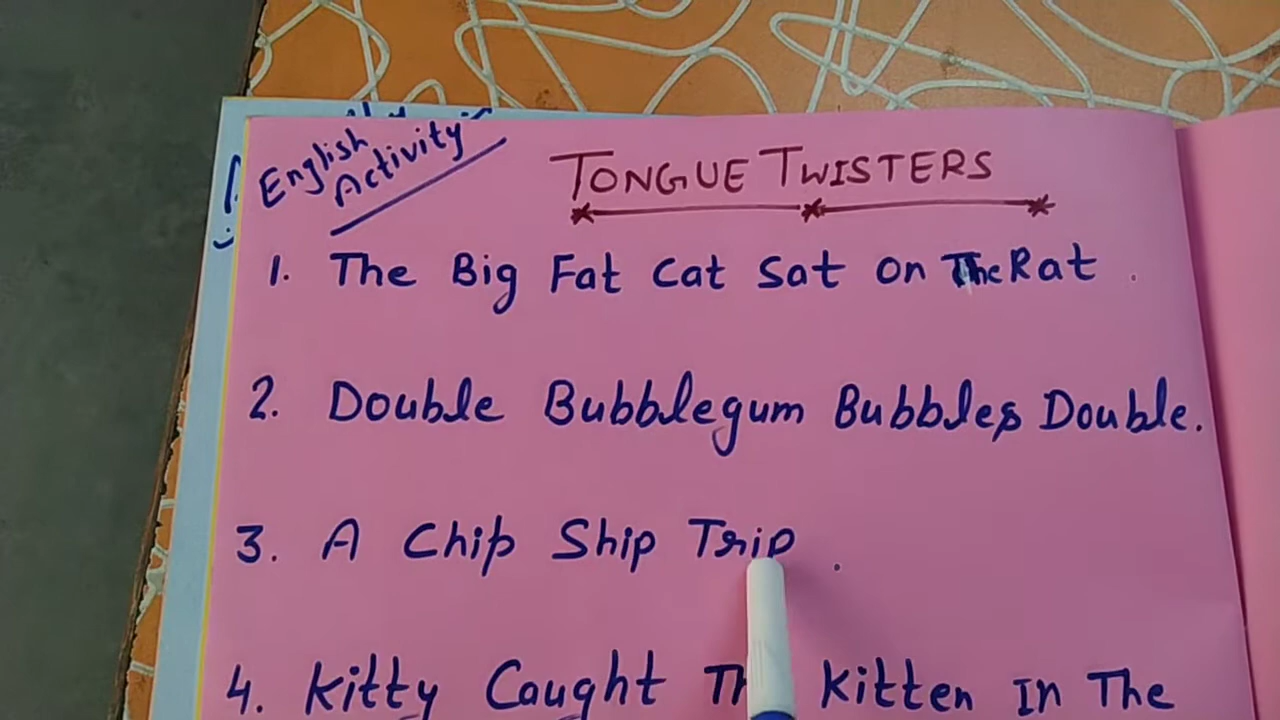 English
Activity
TONGUE TWISTERS
1. The Big Fat Cat Sat On The Rat .
2. Double Bubblegum Bubbles Double.
3. A Chip Ship Trip .
4. Kitty Caught Kitten In The